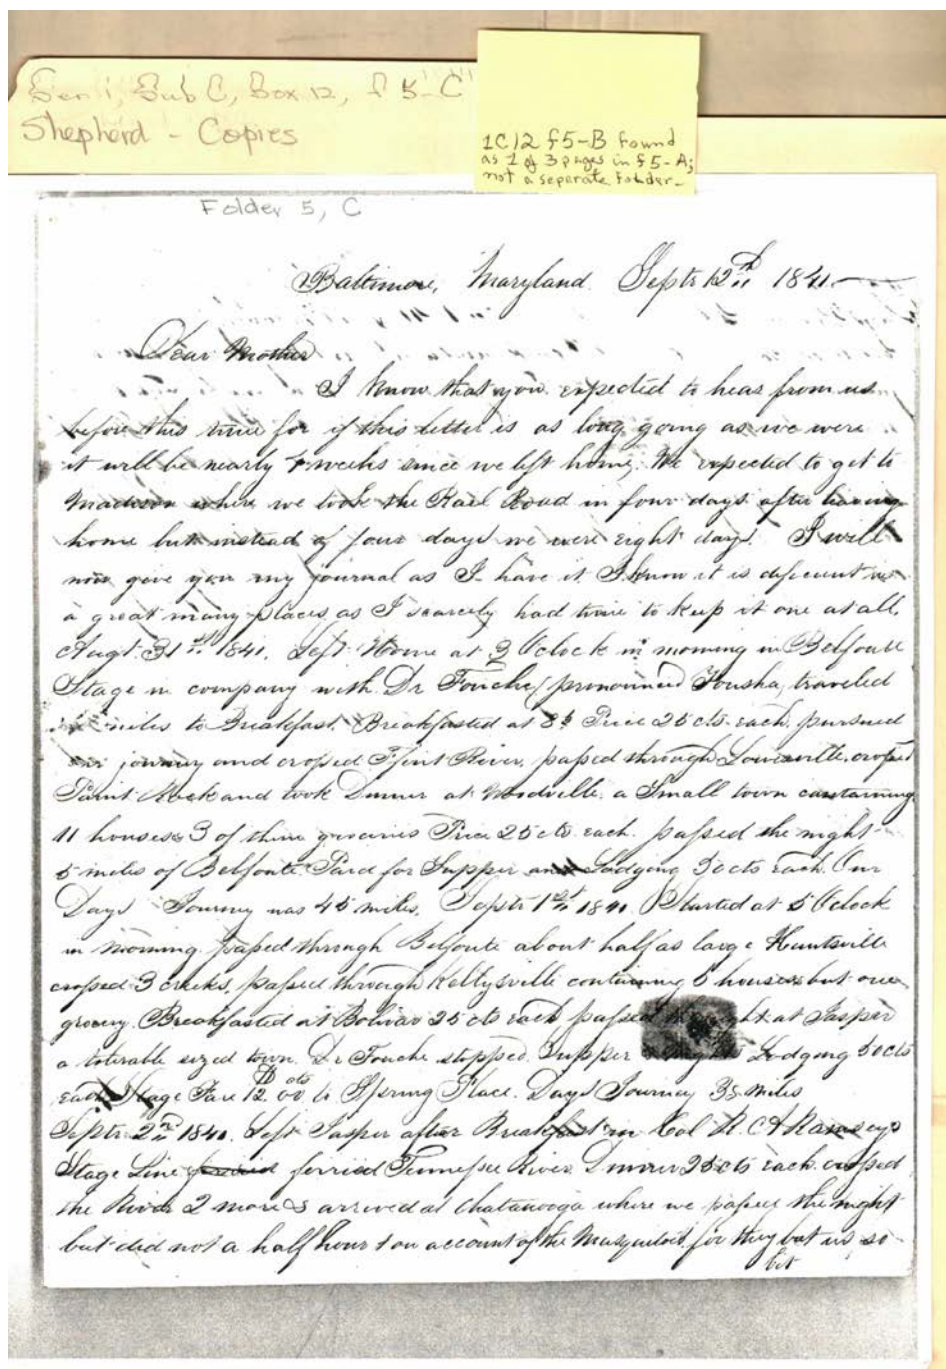 Ser 1, Sub C, Box 12, f 5-"C"
Shepherd - Copies
1C12 f5-B found
as 1 of 3 pages in f5-A;
not a separate folder-
Folder 5, C
Baltimore, Maryland. Septr 12th 1841.
Dear Mother
I know that you expected to hear from us
before this time for if this letter is as long going as we were
it will be nearly 4 weeks since we left home; We expected to get to
Madison where we took the Rail Road in four days after leaving
home but instead of four days we were eight days. I will
now give you my journal as I have it I know it is deficient in
a great many places as I scarcely had time to keep it one at all.
Augt. 31st 1841. Left Home at 3 Oclock in morning in Belfonte
Stage in company with Dr Fouche (pronounced Fousha, traveled
miles to Breakfast. Breakfasted at 8½ Price 25 cts. each. pursued
our journey and crossed Flint River, passed through Lowesville. crossed
Paint Rock and took Dinner at Woodville. a Small town containing
11 houses & 3 of them groceries Price 25 cts each. passed the night
5 miles of Belfonte Paid for Supper and Lodging 50 cts each. Our
Days Journey was 45 miles. Septr 1st 1841. Started at 5 Oclock
in morning. passed through Belfonte about half as large Huntsville
crossed 3 creeks. passed through Kellysville containing 6 houses but one
grocery. Breakfasted at Bolivar 25 cts each passed the night at Jasper
a tolerable sized town. Dr Fouche stopped. Supper & nights Lodging 50 cts
each Stage Fare $12.00 cts to Spring Place. Days Journey 35 miles
Septr. 2nd 1841. Left Jasper after Breakfast in Col R. C. A Ramseys
Stage Line ferried Tennessee River Dinner 25 cts each. crossed
the River 2 more & arrived at Chatanooga where we passed the night
but did not a half hour on account of the Musquitoes for they but us so
bit